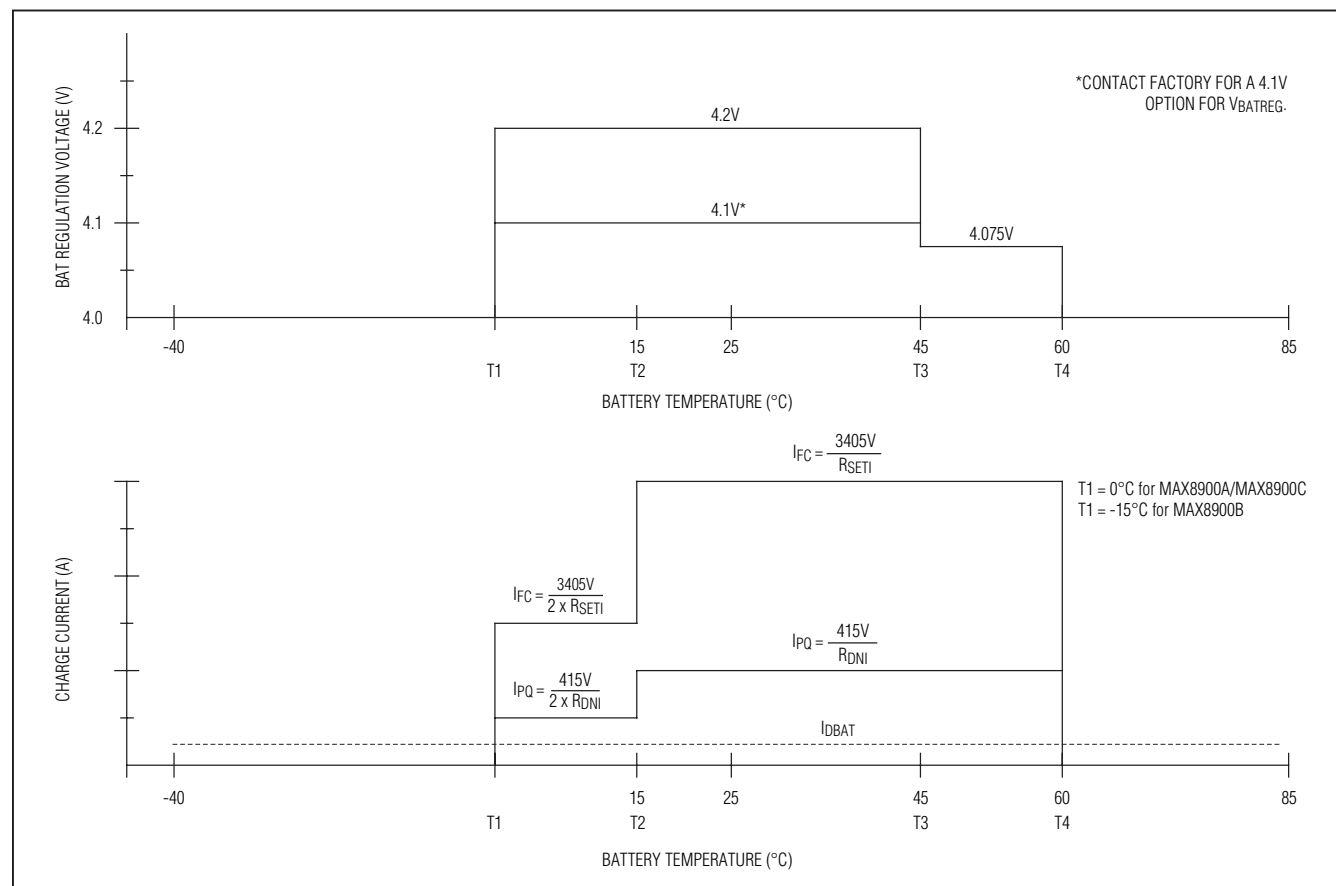 *CONTACT FACTORY FOR A 4.1V
OPTION FOR VBATREG.
BAT REGULATION VOLTAGE (V)
4.2
4.1
4.0
4.2V
4.1V*
4.075V
-40 15 25 45 60 85
T1 T2 T3 T4
BATTERY TEMPERATURE (°C)
CHARGE CURRENT (A)
IFC = 3405V
RSETI
T1 = 0°C for MAX8900A/MAX8900C
T1 = -15°C for MAX8900B
IFC = 3405V
2 x RSETI
IPQ = 415V
RDNI
IPQ = 415V
2 x RDNI
IDBAT
-40 15 25 45 60 85
T1 T2 T3 T4
BATTERY TEMPERATURE (°C)